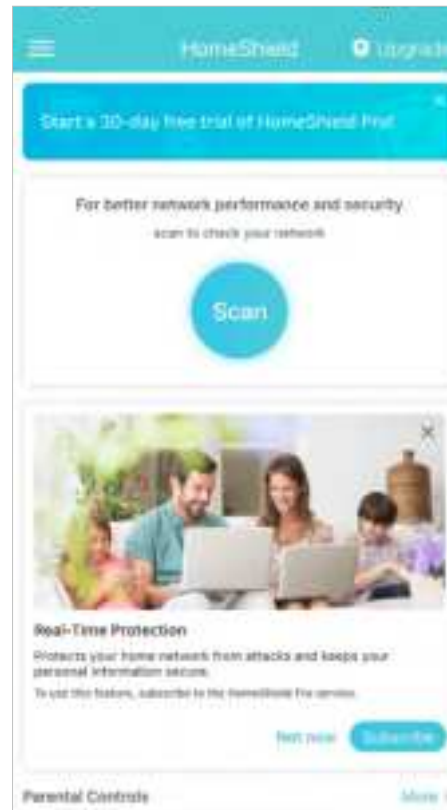 HomeShield
Upgrade
Start a 30-day free trial of HomeShield Pro!
For better network performance and security
scan to check your network
Scan
Real-Time Protection
Protects your home network from attacks and keeps your
personal information secure.
To use this feature, subscribe to the HomeShield Pro service.
Not now
Subscribe
Parental Controls
More